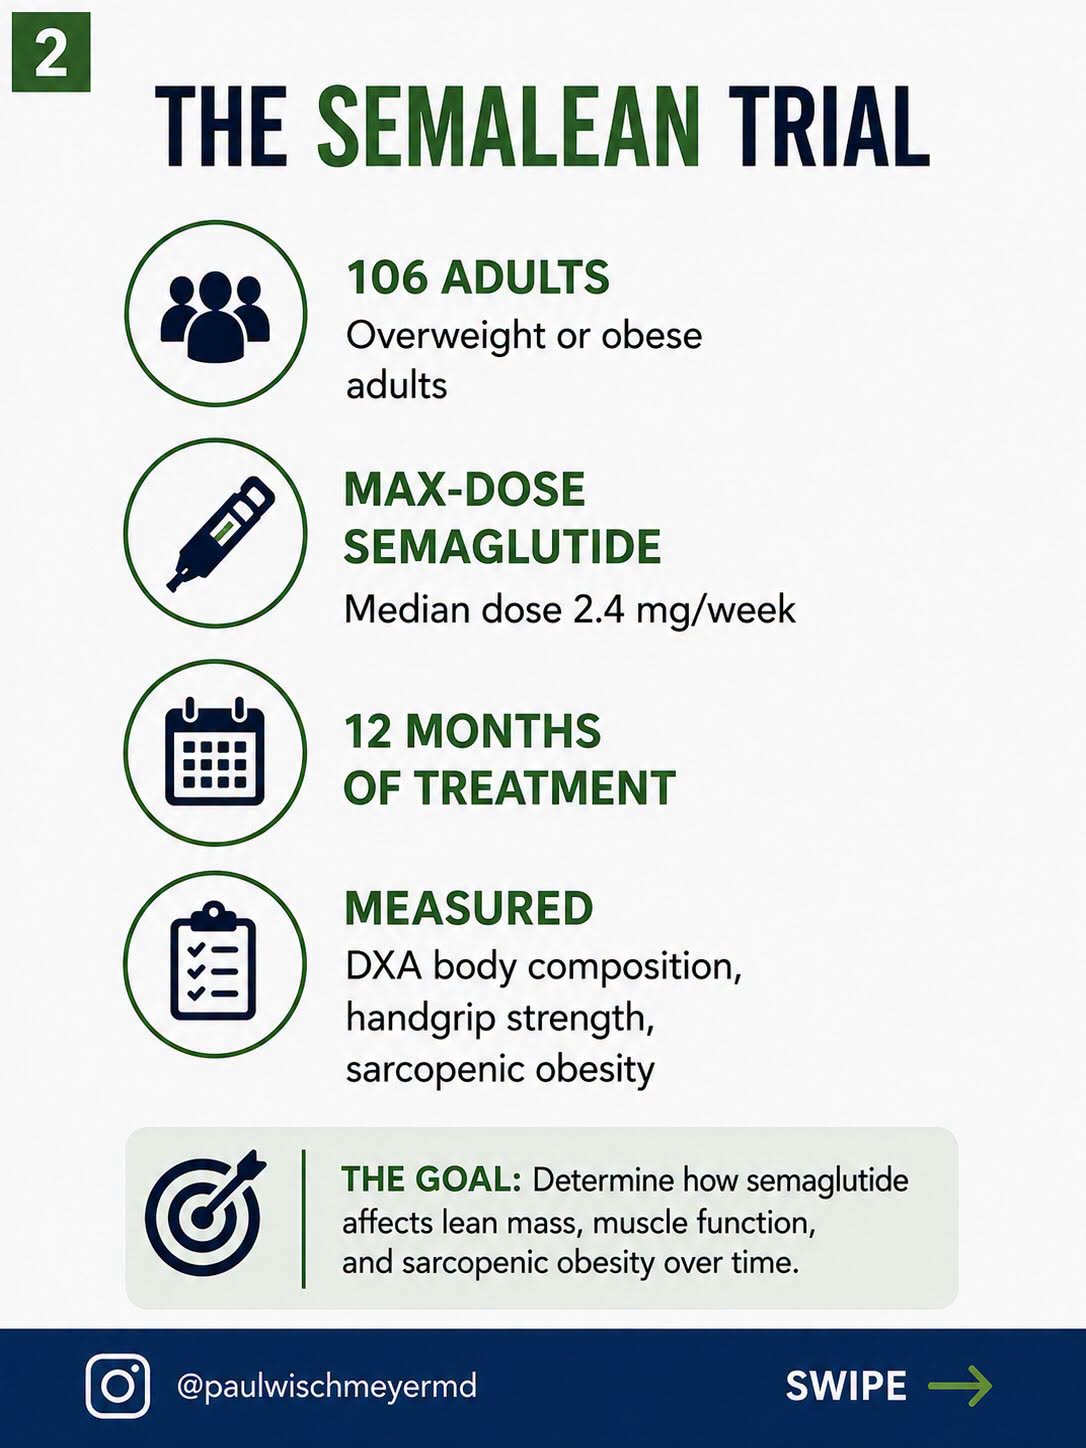 2
THE SEMALEAN TRIAL
106 ADULTS
Overweight or obese
adults
MAX-DOSE
SEMAGLUTIDE
Median dose 2.4 mg/week
12 MONTHS
OF TREATMENT
MEASURED
DXA body composition,
handgrip strength,
sarcopenic obesity
THE GOAL: Determine how semaglutide
affects lean mass, muscle function,
and sarcopenic obesity over time.
@paulwischmeyermd
SWIPE